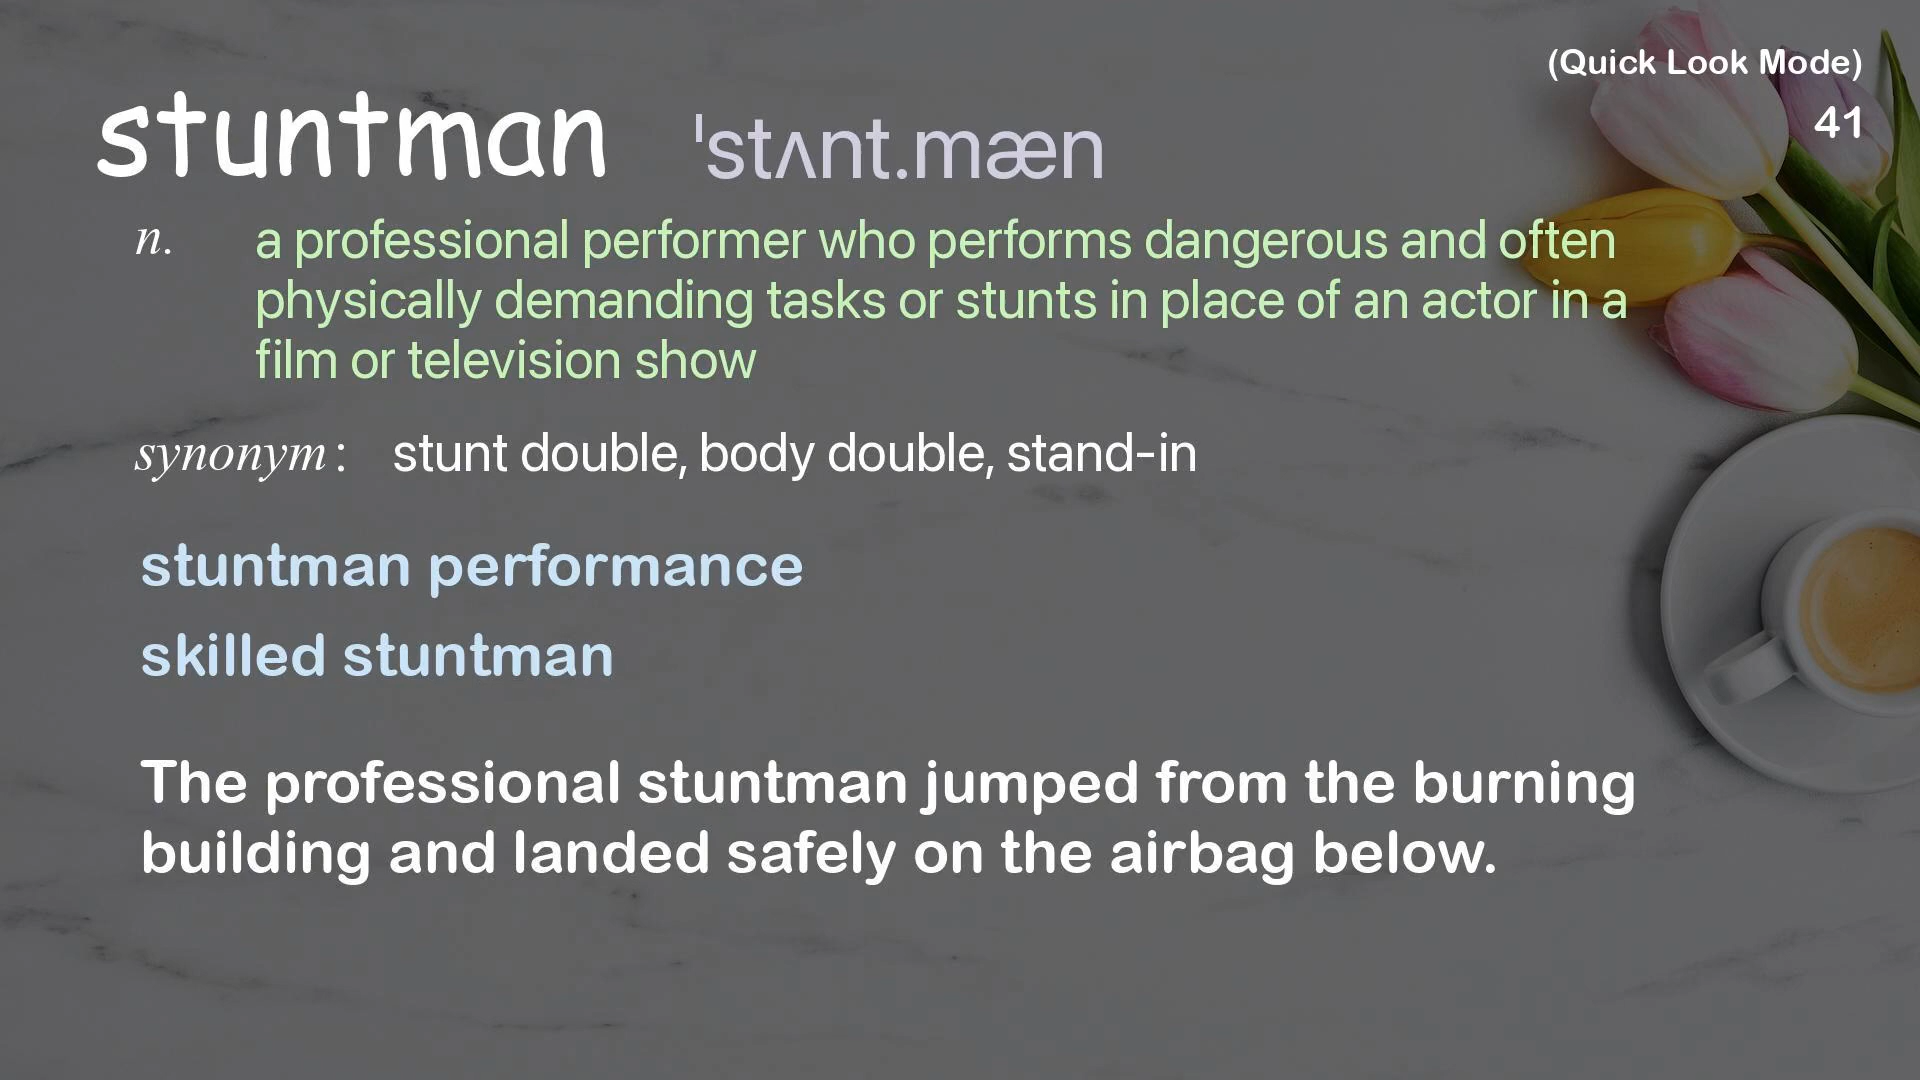 (Quick Look Mode)
41
stuntman ˈstʌnt.mæn
n. a professional performer who performs dangerous and often
physically demanding tasks or stunts in place of an actor in a
film or television show
synonym : stunt double, body double, stand-in
stuntman performance
skilled stuntman
The professional stuntman jumped from the burning
building and landed safely on the airbag below.